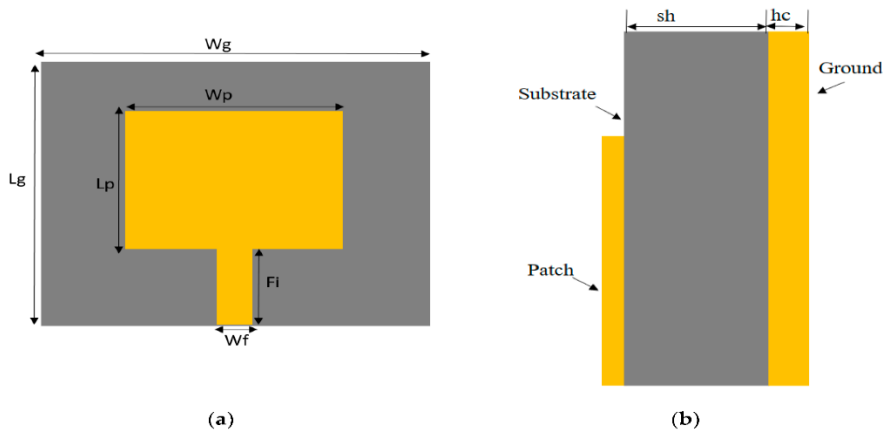 Wg
Wp
Lg
Lp
Fi
Wf
(a)
sh
hc
Ground
Substrate
Patch
(b)